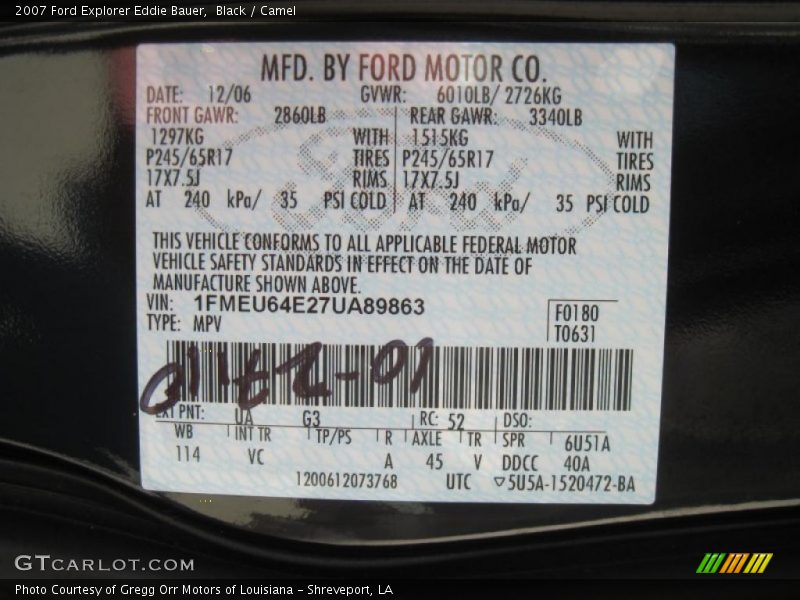 2007 Ford Explorer Eddie Bauer, Black / Camel
MFD. BY FORD MOTOR CO.
DATE: 12/06 GVWR: 6010LB/ 2726KG
FRONT GAWR: 2860LB REAR GAWR: 3340LB
1297KG WITH 1515KG WITH
P245/65R17 TIRES P245/65R17 TIRES
17X7.5J RIMS 17X7.5J RIMS
AT 240 kPa/ 35 PSI COLD AT 240 kPa/ 35 PSI COLD
THIS VEHICLE CONFORMS TO ALL APPLICABLE FEDERAL MOTOR
VEHICLE SAFETY STANDARDS IN EFFECT ON THE DATE OF
MANUFACTURE SHOWN ABOVE.
VIN: 1FMEU64E27UA89863 F0180
TYPE: MPV T0631
EXT PNT: UA G3 RC: 52 DSO:
WB INT TR TP/PS R AXLE TR SPR 6U51A
114 VC A 45 V DDCC 40A
1200612073768 UTC ▽5U5A-1520472-BA
GTCARLOT.COM
Photo Courtesy of Gregg Orr Motors of Louisiana - Shreveport, LA